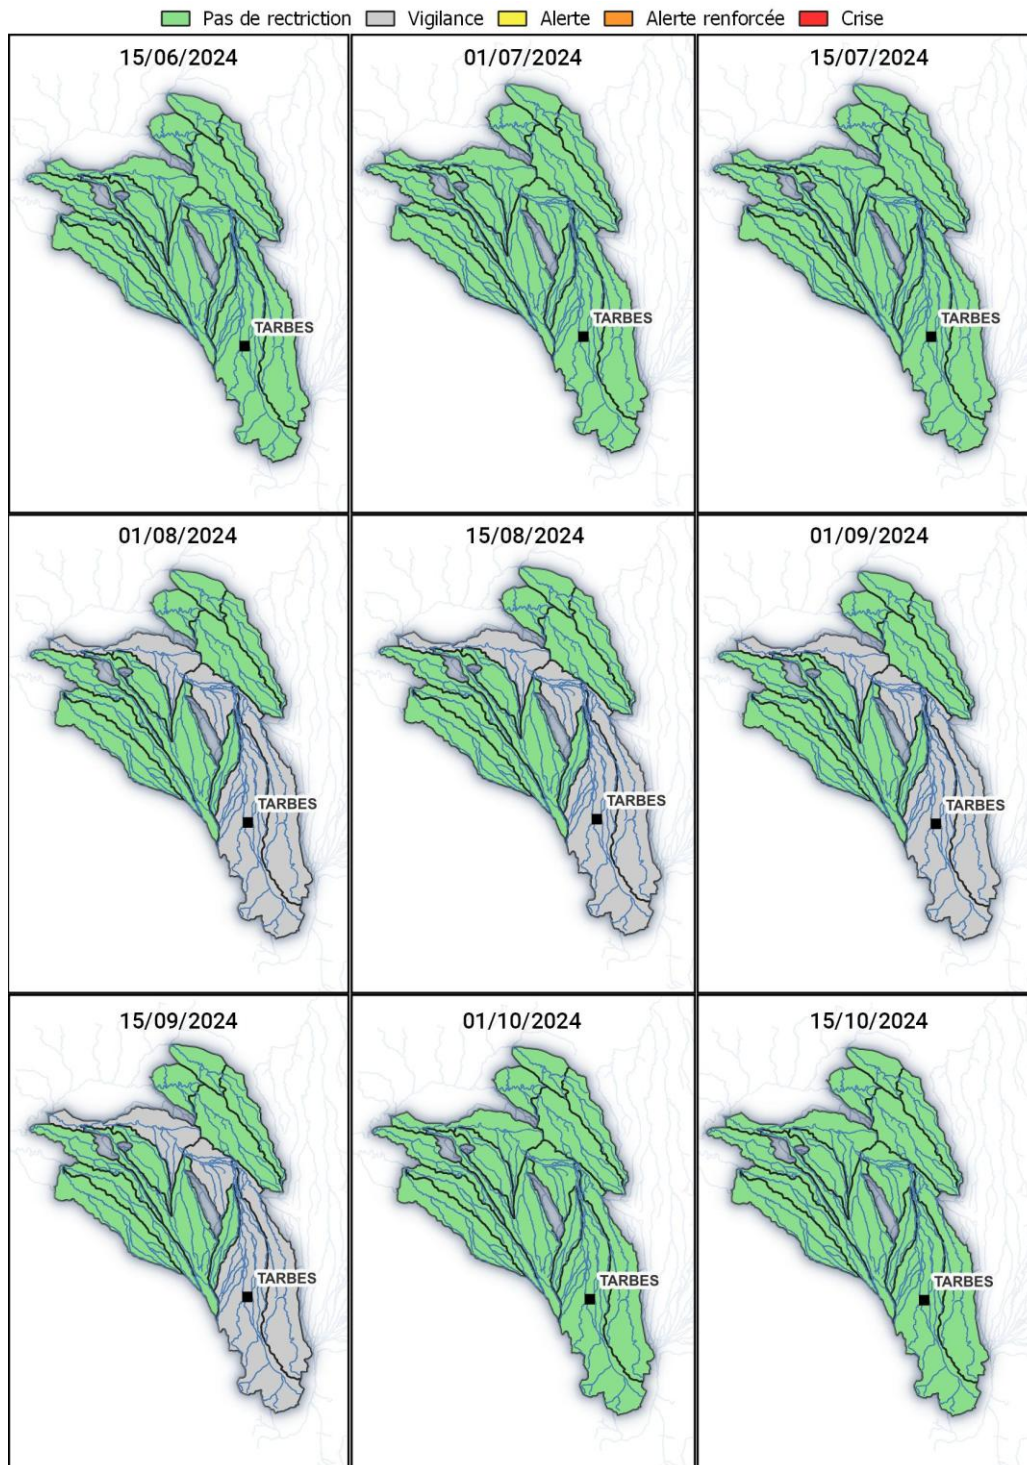 Pas de rectriction Vigilance Alerte Alerte renforcée Crise
15/06/2024 01/07/2024 15/07/2024
TARBES TARBES TARBES
01/08/2024 15/08/2024 01/09/2024
TARBES TARBES TARBES
15/09/2024 01/10/2024 15/10/2024
TARBES TARBES TARBES